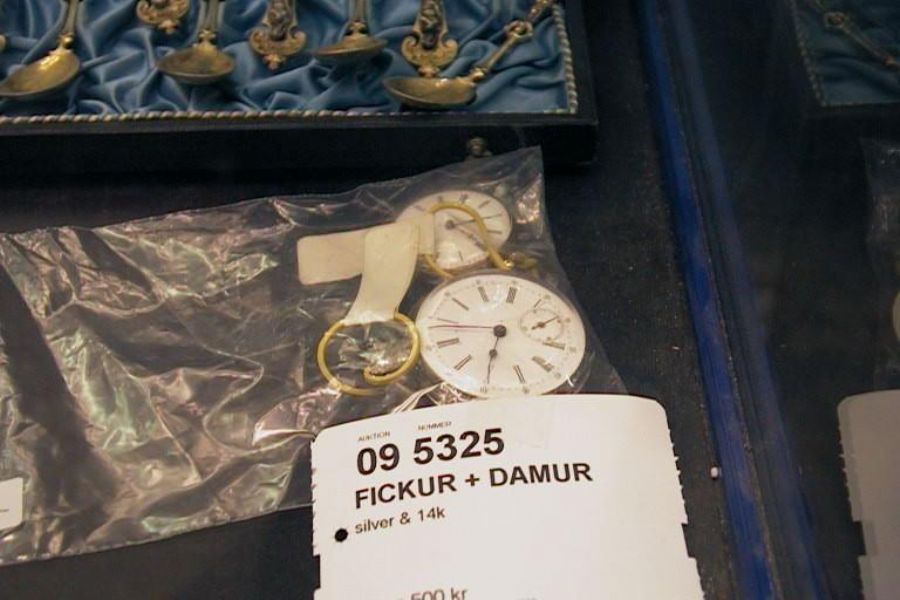 AUKTION NUMMER
09 5325
FICKUR + DAMUR
silver & 14k
500 kr